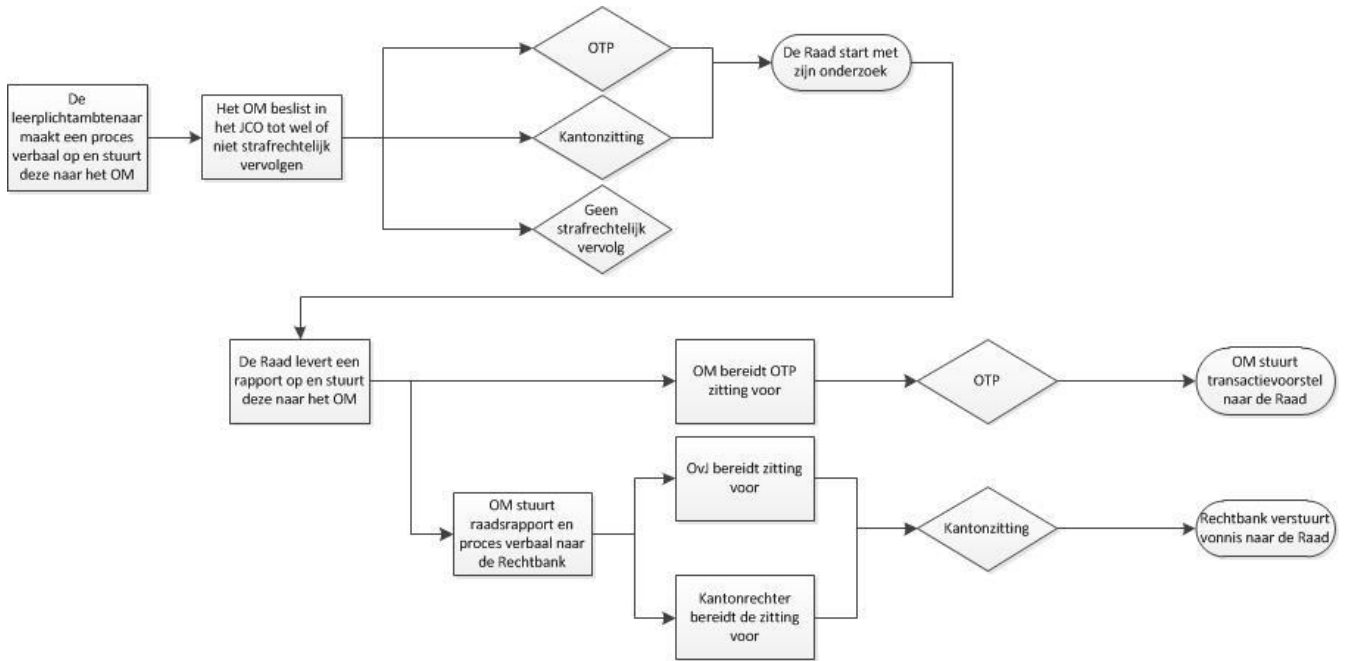 De
leerplichtambtenaar
maakt een proces
verbaal op en stuurt
deze naar het OM
Het OM beslist in
het JCO tot wel of
niet strafrechtelijk
vervolgen
OTP
Kantonzitting
Geen
strafrechtelijk
vervolg
De Raad start met
zijn onderzoek
De Raad levert een
rapport op en stuurt
deze naar het OM
OM bereidt OTP
zitting voor
OTP
OM stuurt
transactievoorstel
naar de Raad
OM stuurt
raadsrapport en
proces verbaal naar
de Rechtbank
OvJ bereidt zitting
voor
Kantonrechter
bereidt de zitting
voor
Kantonzitting
Rechtbank verstuurt
vonnis naar de Raad